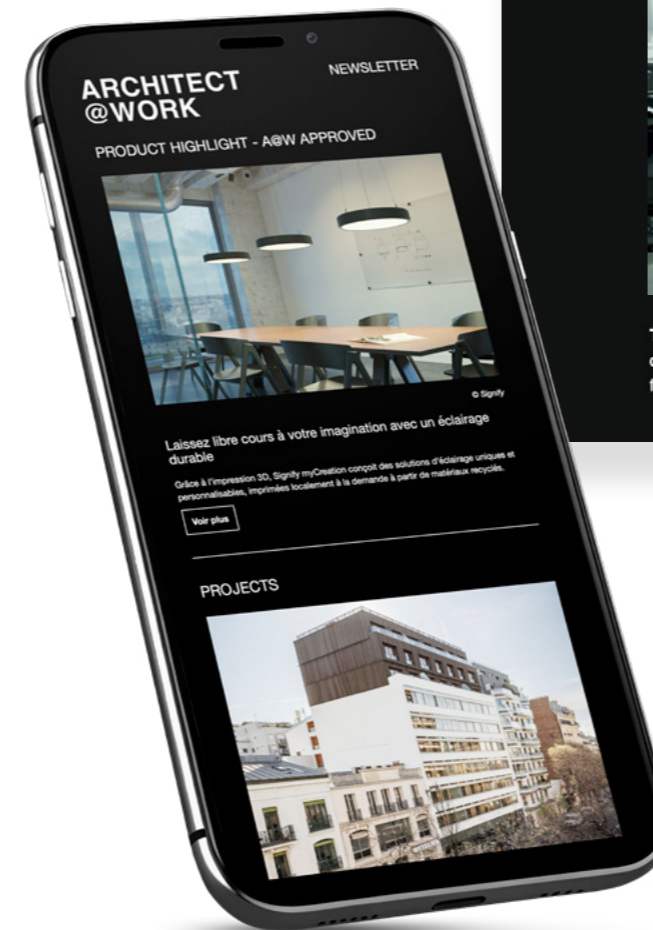 ARCHITECT
@WORK
NEWSLETTER
PRODUCT HIGHLIGHT - A@W APPROVED
© Signify
Laissez libre cours à votre imagination avec un éclairage
durable
Grâce à l'impression 3D, Signify myCreation conçoit des solutions d'éclairage uniques et
personnalisables, imprimées localement à la demande à partir de matériaux recyclés.
Voir plus
PROJECTS